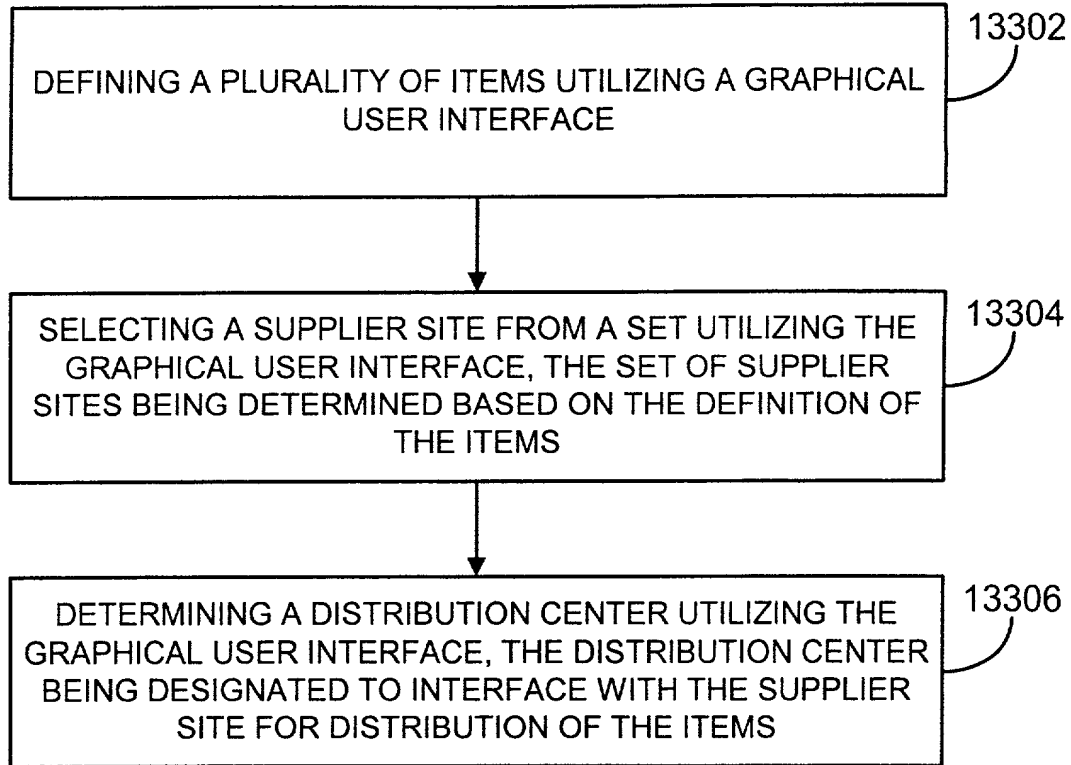 13302
DEFINING A PLURALITY OF ITEMS UTILIZING A GRAPHICAL
USER INTERFACE
13304
SELECTING A SUPPLIER SITE FROM A SET UTILIZING THE
GRAPHICAL USER INTERFACE, THE SET OF SUPPLIER
SITES BEING DETERMINED BASED ON THE DEFINITION OF
THE ITEMS
13306
DETERMINING A DISTRIBUTION CENTER UTILIZING THE
GRAPHICAL USER INTERFACE, THE DISTRIBUTION CENTER
BEING DESIGNATED TO INTERFACE WITH THE SUPPLIER
SITE FOR DISTRIBUTION OF THE ITEMS